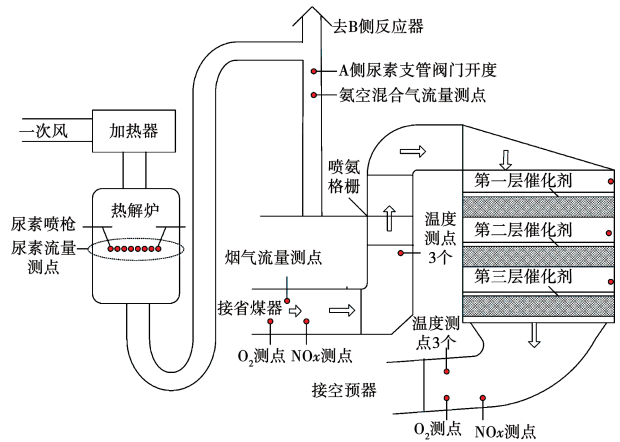 去B侧反应器
A侧尿素支管阀门开度
氨空混合气流量测点
一次风
加热器
喷氨
格栅
第一层催化剂
热解炉
尿素喷枪
尿素流量
测点
温度
测点
3个
第二层催化剂
烟气流量测点
第三层催化剂
接省煤器
温度测
点3个
O2测点
NOx测点
接空预器
O2测点
NOx测点